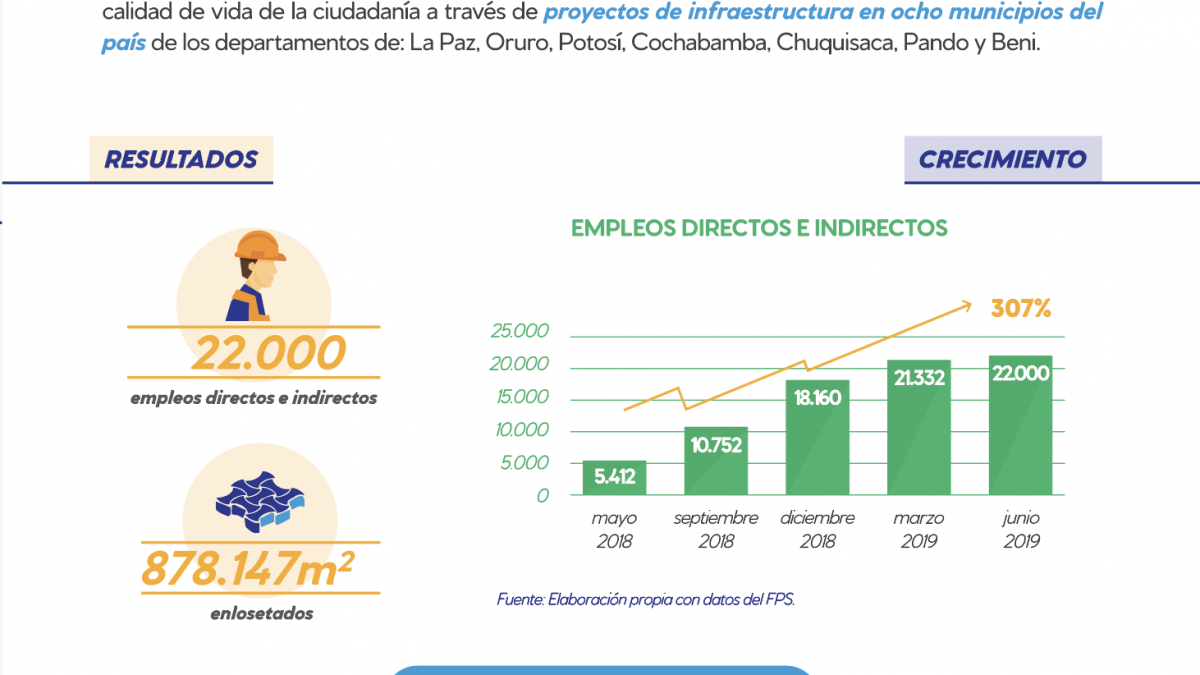 calidad de vida de la ciudadanía a través de proyectos de infraestructura en ocho municipios del
país de los departamentos de: La Paz, Oruro, Potosí, Cochabamba, Chuquisaca, Pando y Beni.
RESULTADOS
CRECIMIENTO
22.000
empleos directos e indirectos
878.147m²
enlosetados
EMPLEOS DIRECTOS E INDIRECTOS
307%
25.000
20.000
15.000
10.000
5.000
0
5.412
10.752
18.160
21.332
22.000
mayo
2018
septiembre
2018
diciembre
2018
marzo
2019
junio
2019
Fuente: Elaboración propia con datos del FPS.